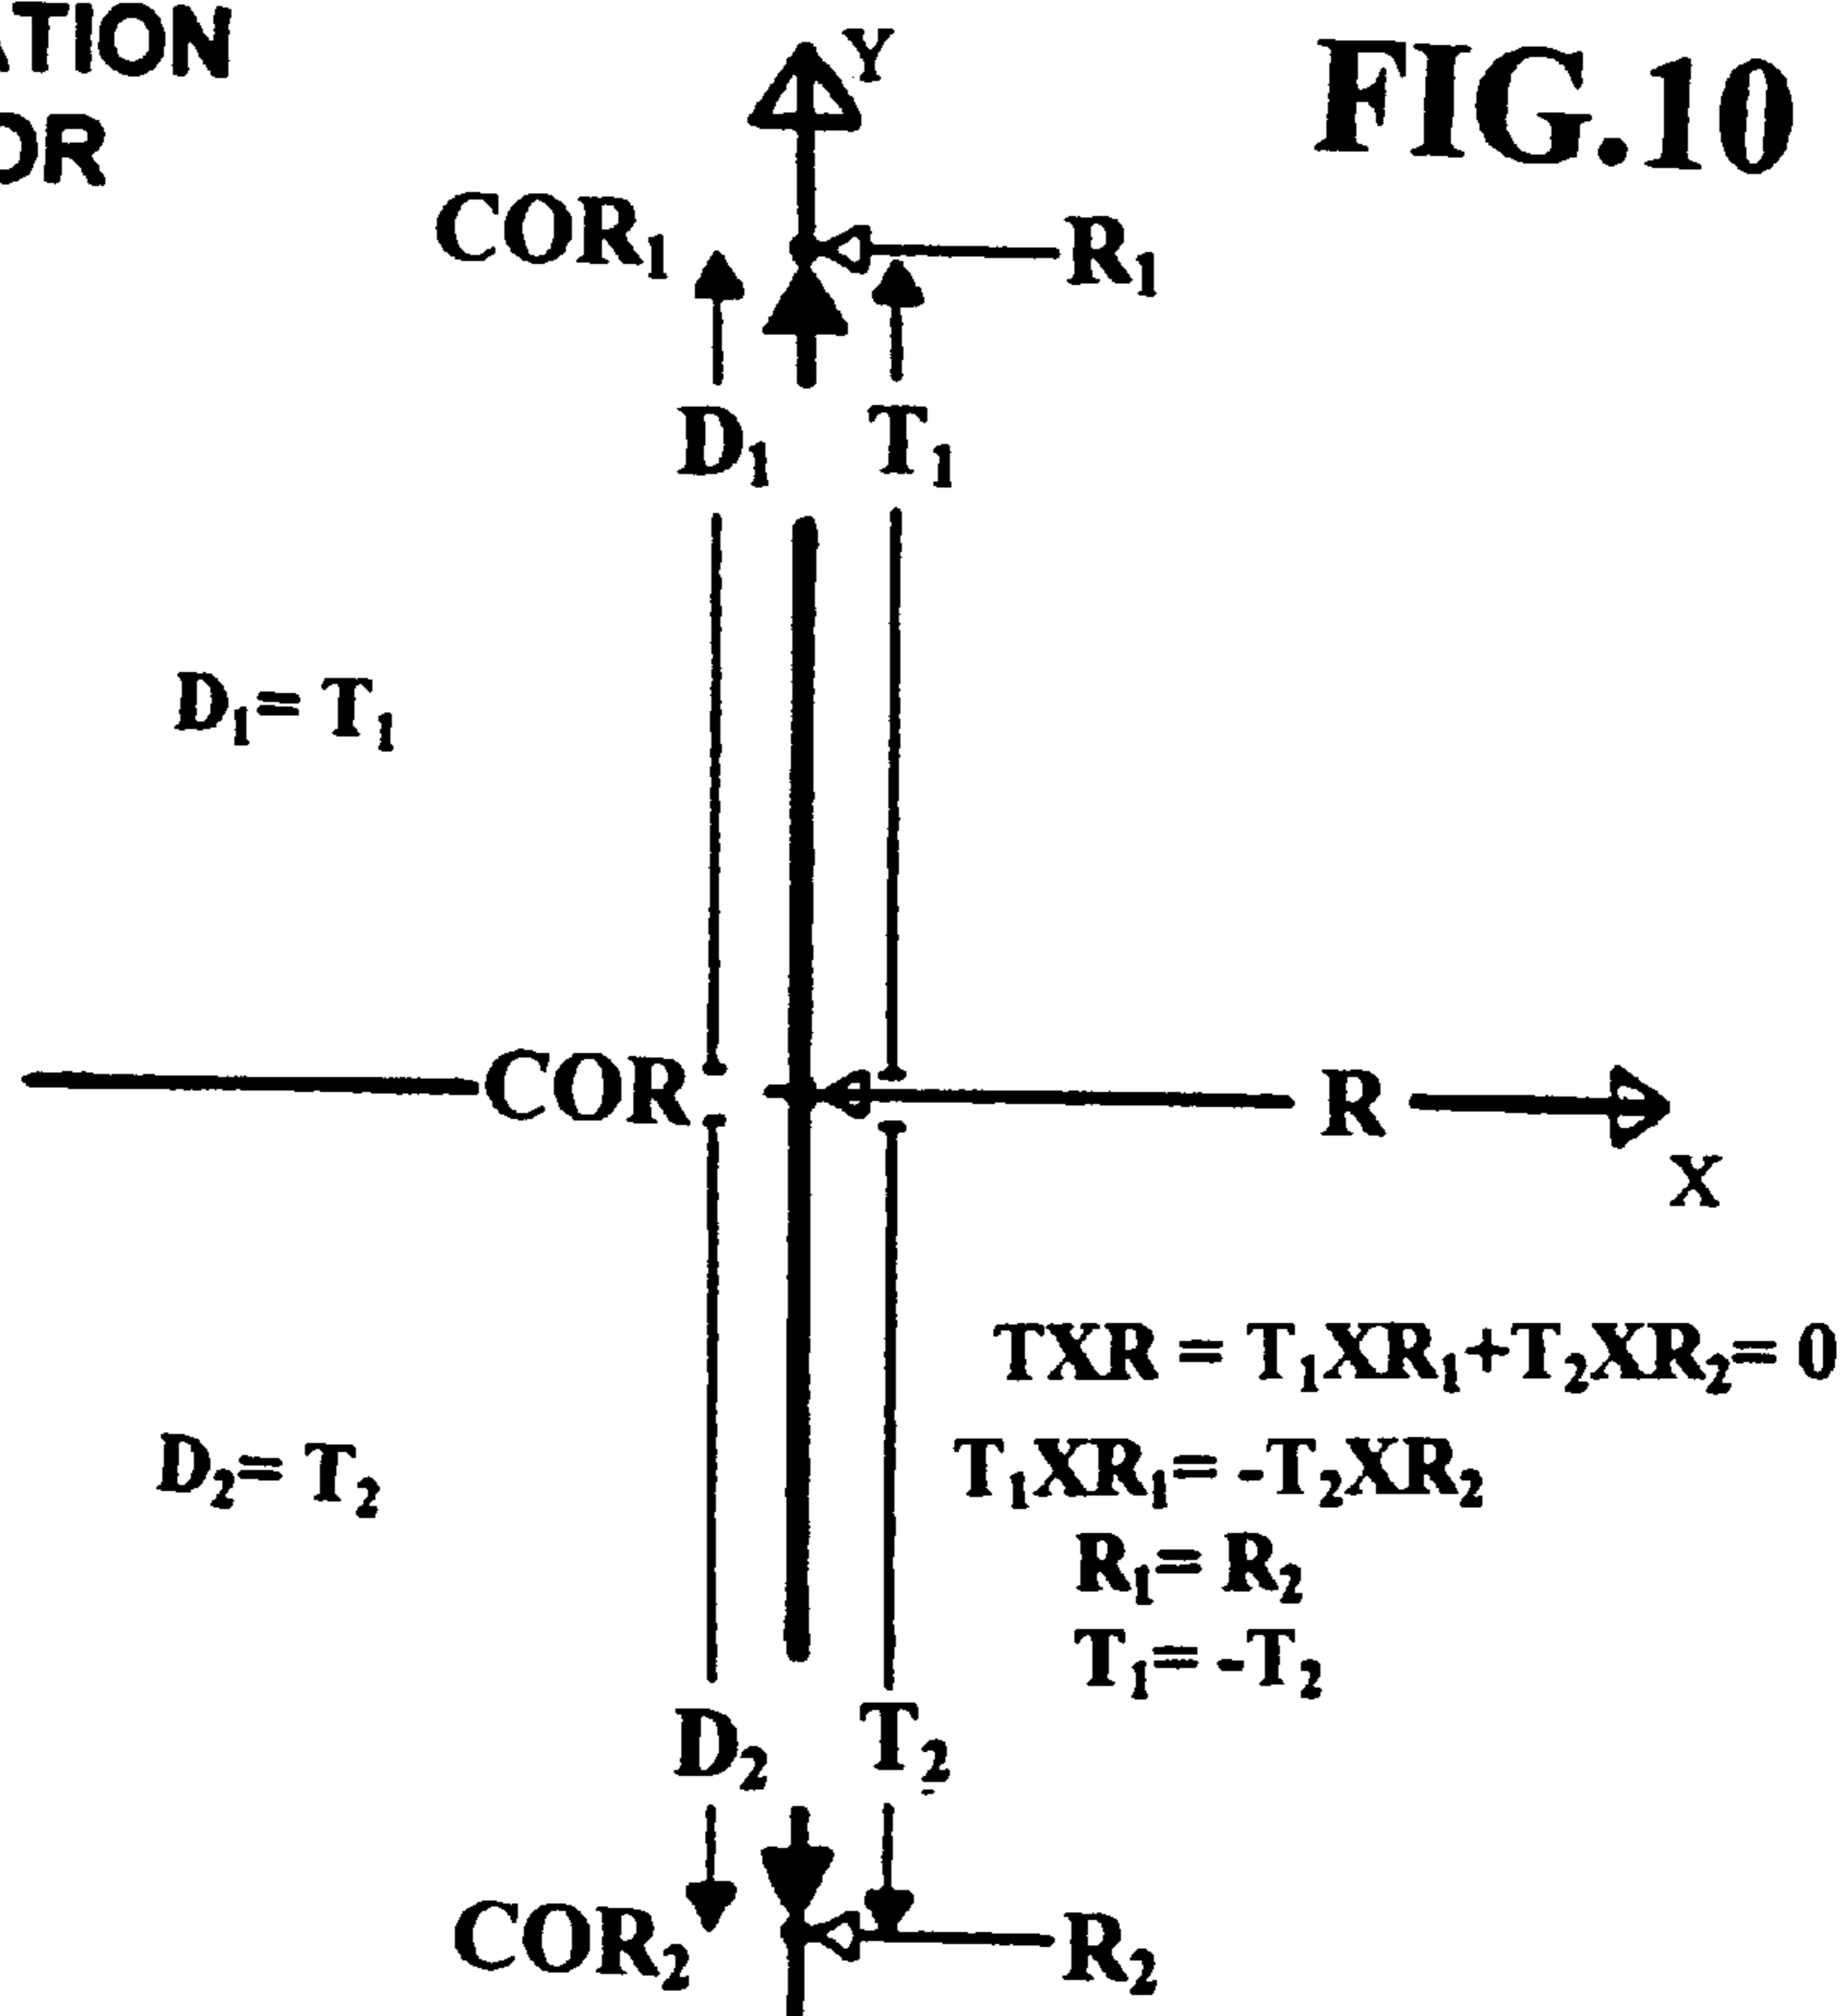 ATION
OR
FIG.10
Y
COR₁
R₁
D₁
T₁
D₁= T₁
COR
R
X
TXR = T₁XR₁+T₂XR₂= 0
D₂= T₂
T₁XR₁= -T₂XR₂
R₁= R₂
T₁= -T₂
D₂
T₂
COR₂
R₂